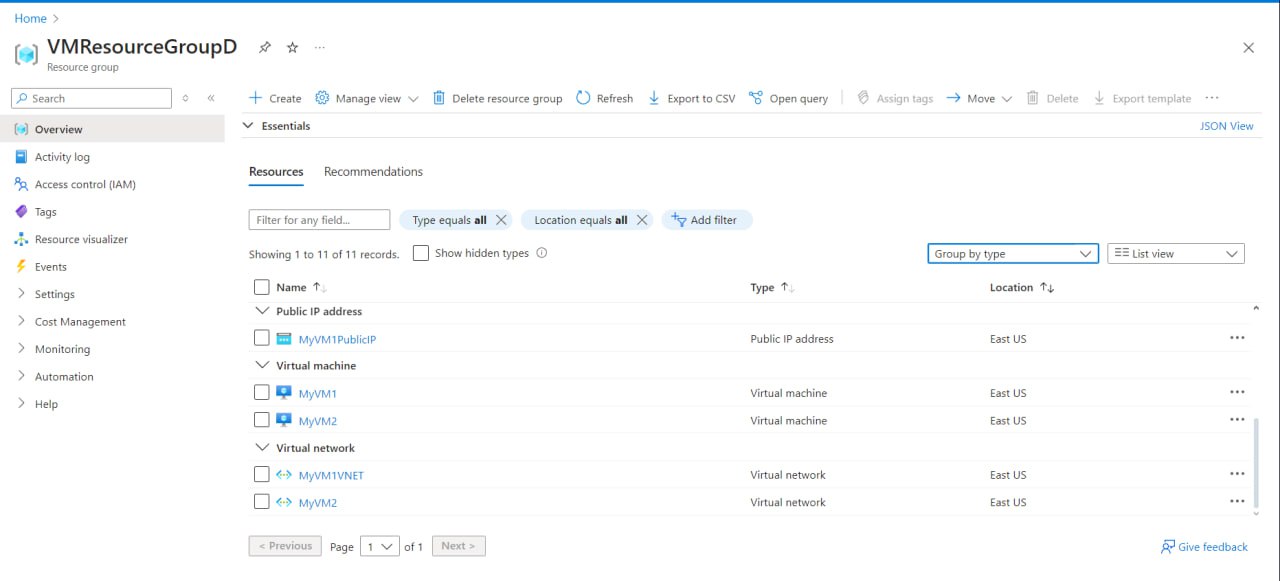 Home >
VMResourceGroupD
Resource group
Search
Create Manage view Delete resource group Refresh Export to CSV Open query Assign tags Move Delete Export template
Overview
Activity log
Access control (IAM)
Tags
Resource visualizer
Events
Settings
Cost Management
Monitoring
Automation
Help
Essentials JSON View
Resources Recommendations
Filter for any field... Type equals all Location equals all Add filter
Showing 1 to 11 of 11 records. Show hidden types Group by type List view
Name Type Location
Public IP address
MyVM1PublicIP Public IP address East US
Virtual machine
MyVM1 Virtual machine East US
MyVM2 Virtual machine East US
Virtual network
MyVM1VNET Virtual network East US
MyVM2 Virtual network East US
< Previous Page 1 of 1 Next > Give feedback